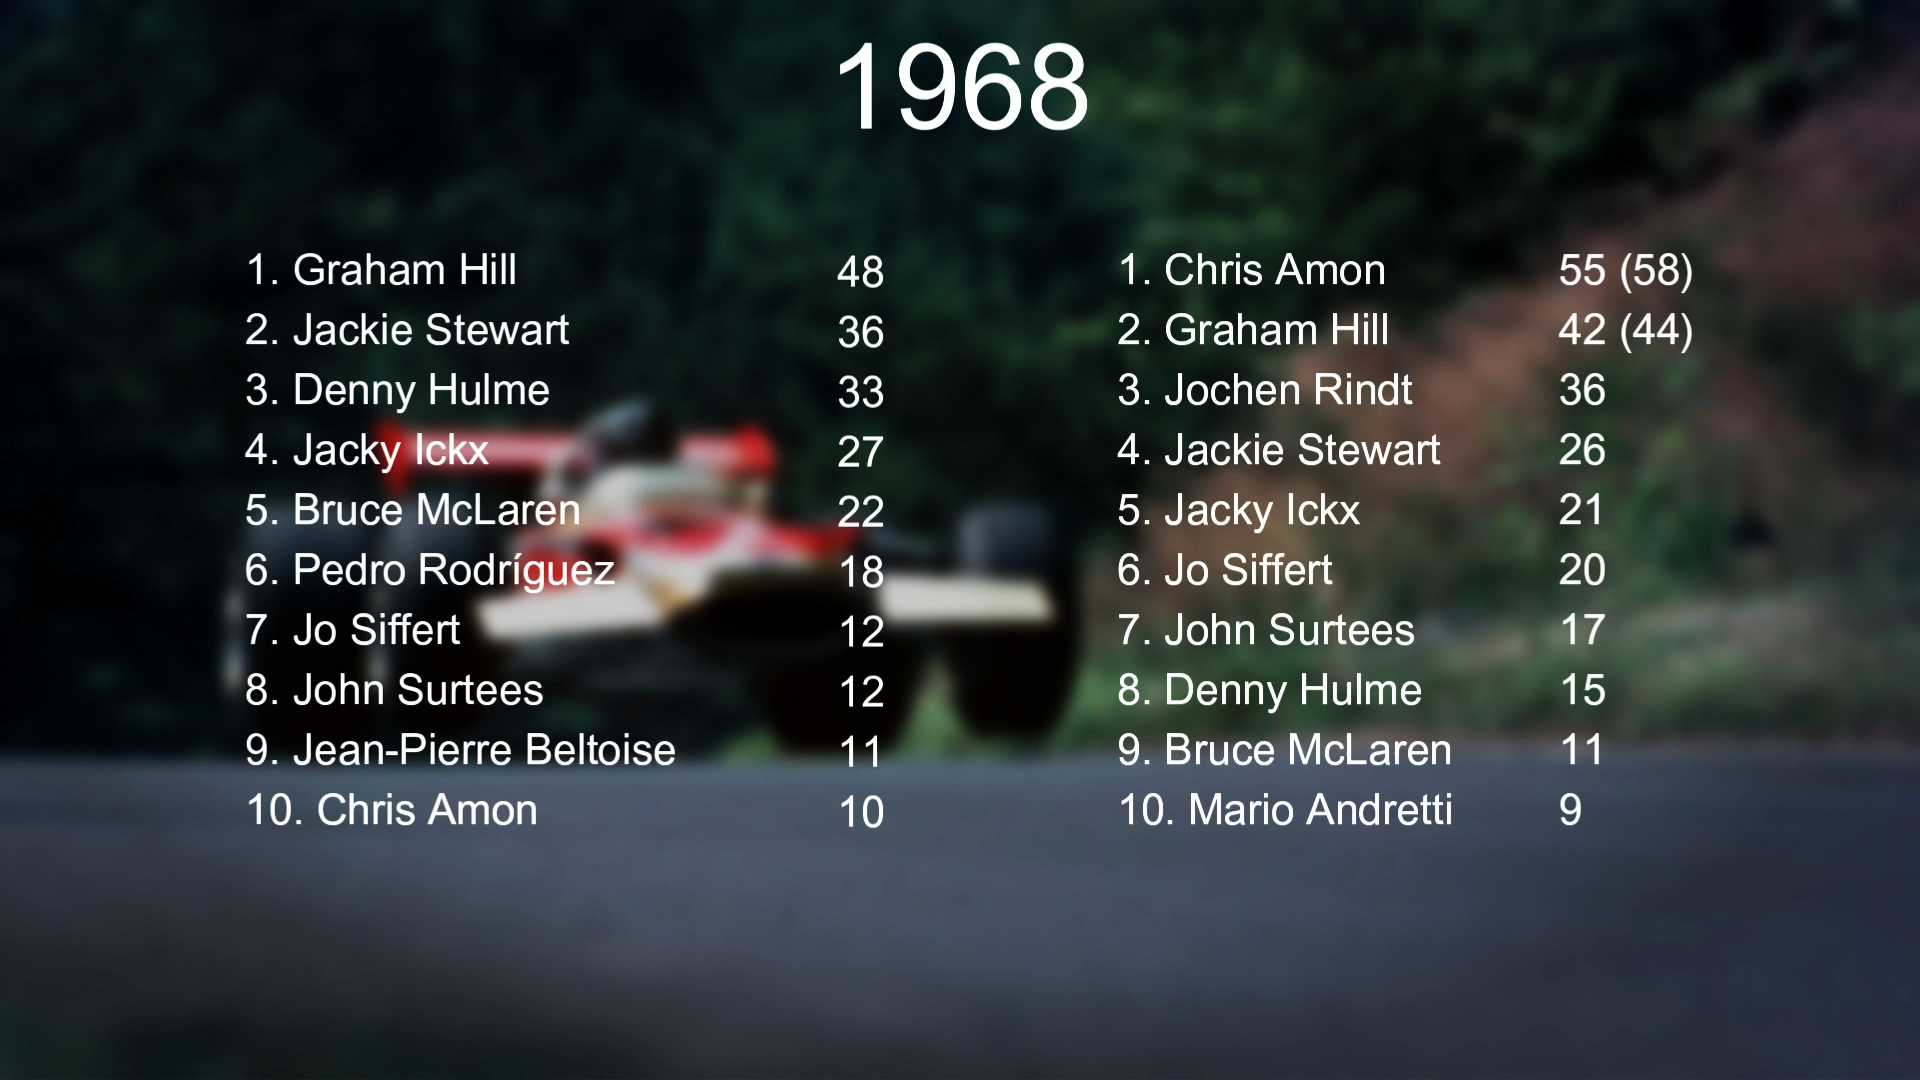 1968
1. Graham Hill 48
2. Jackie Stewart 36
3. Denny Hulme 33
4. Jacky Ickx 27
5. Bruce McLaren 22
6. Pedro Rodríguez 18
7. Jo Siffert 12
8. John Surtees 12
9. Jean-Pierre Beltoise 11
10. Chris Amon 10
1. Chris Amon 55 (58)
2. Graham Hill 42 (44)
3. Jochen Rindt 36
4. Jackie Stewart 26
5. Jacky Ickx 21
6. Jo Siffert 20
7. John Surtees 17
8. Denny Hulme 15
9. Bruce McLaren 11
10. Mario Andretti 9